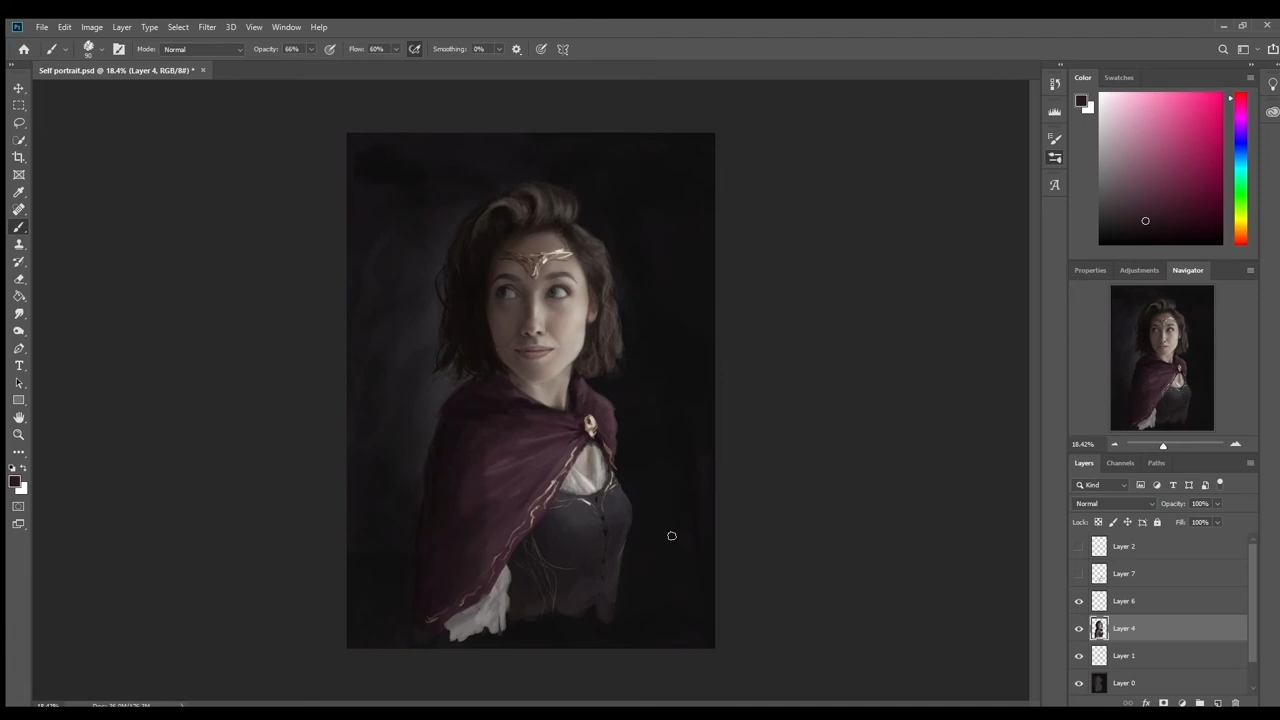 Ps File Edit Image Layer Type Select Filter 3D View Window Help
90 Mode: Normal Opacity: 66% Flow: 60% Smoothing: 0%
Self portrait.psd @ 18.4% (Layer 4, RGB/8#) * ×
Color Swatches
Properties Adjustments Navigator
18.42%
Layers Channels Paths
Kind
Normal Opacity: 100%
Lock: Fill: 100%
Layer 2
Layer 7
Layer 6
Layer 4
Layer 1
Layer 0
fx